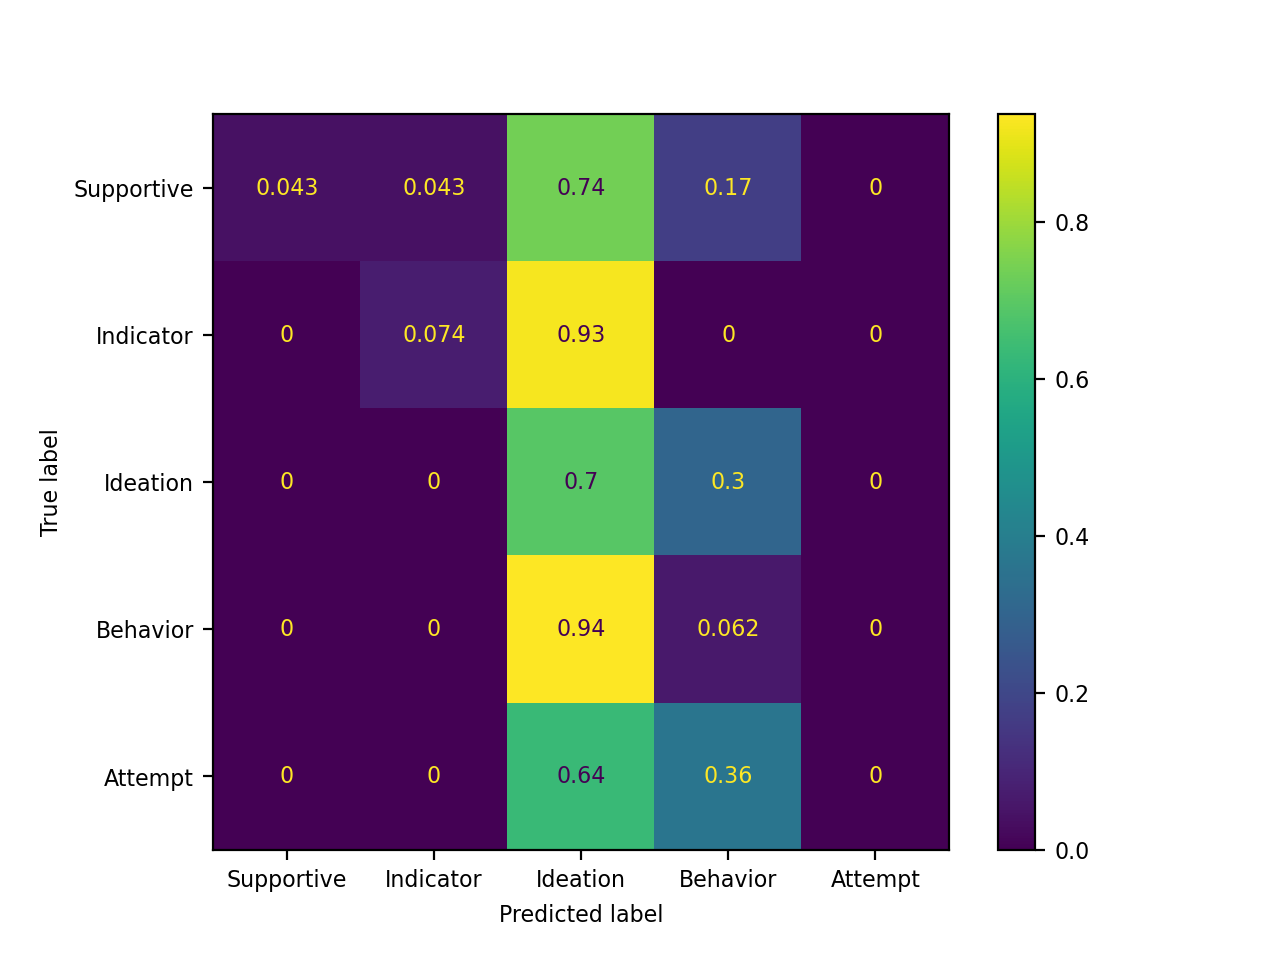 Supportive 0.043 0.043 0.74 0.17 0
0.8
Indicator 0 0.074 0.93 0 0
0.6
True label
Ideation 0 0 0.7 0.3 0
0.4
Behavior 0 0 0.94 0.062 0
0.2
Attempt 0 0 0.64 0.36 0
0.0
Supportive Indicator Ideation Behavior Attempt
Predicted label